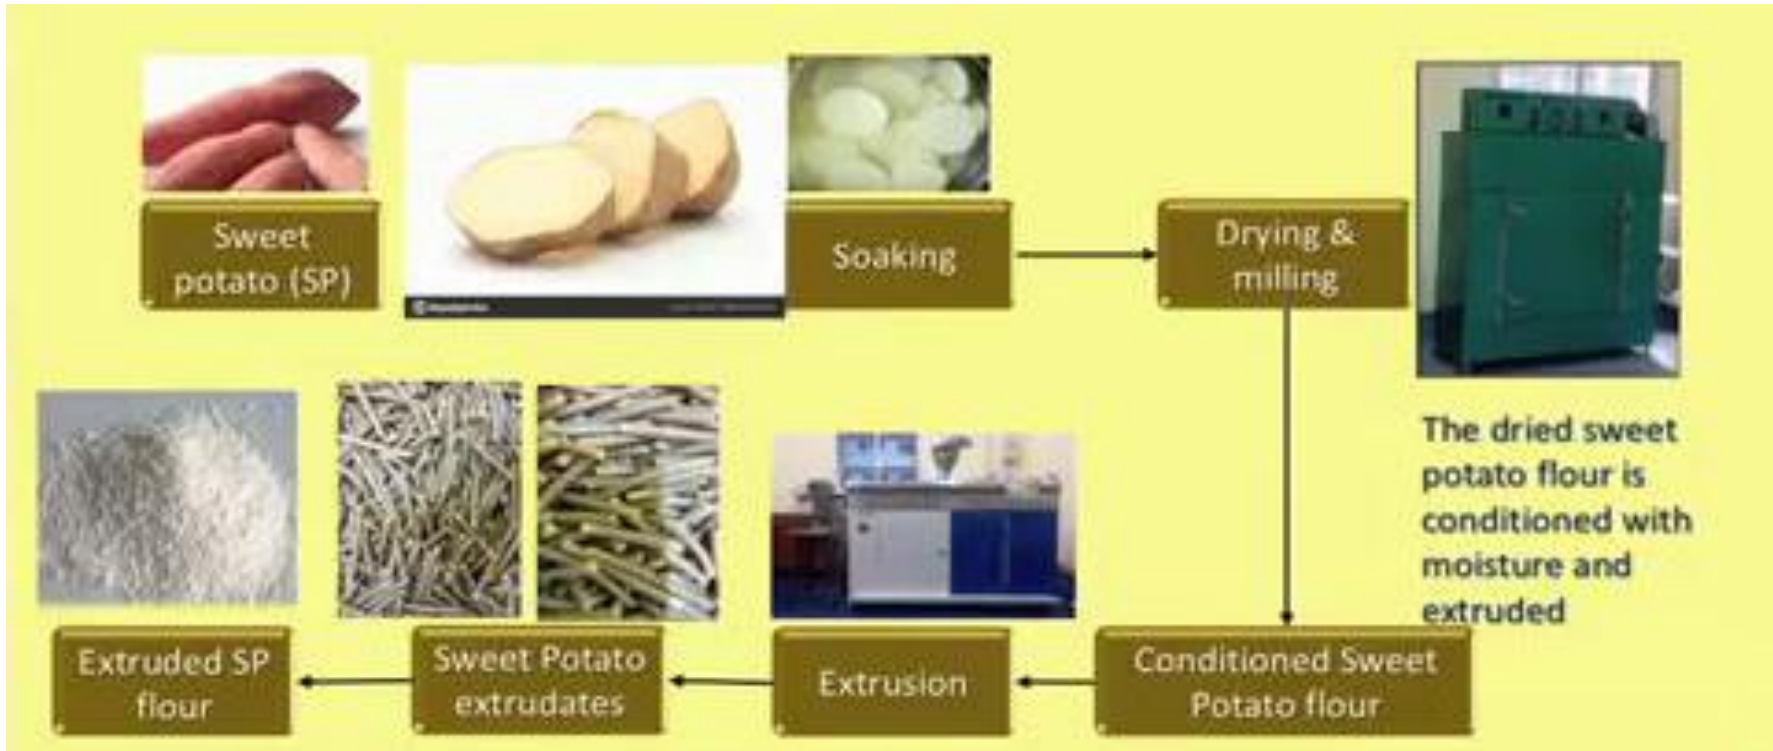 Sweet
potato (SP)
Soaking
Drying &
milling
The dried sweet
potato flour is
conditioned with
moisture and
extruded
Extruded SP
flour
Sweet Potato
extrudates
Extrusion
Conditioned Sweet
Potato flour